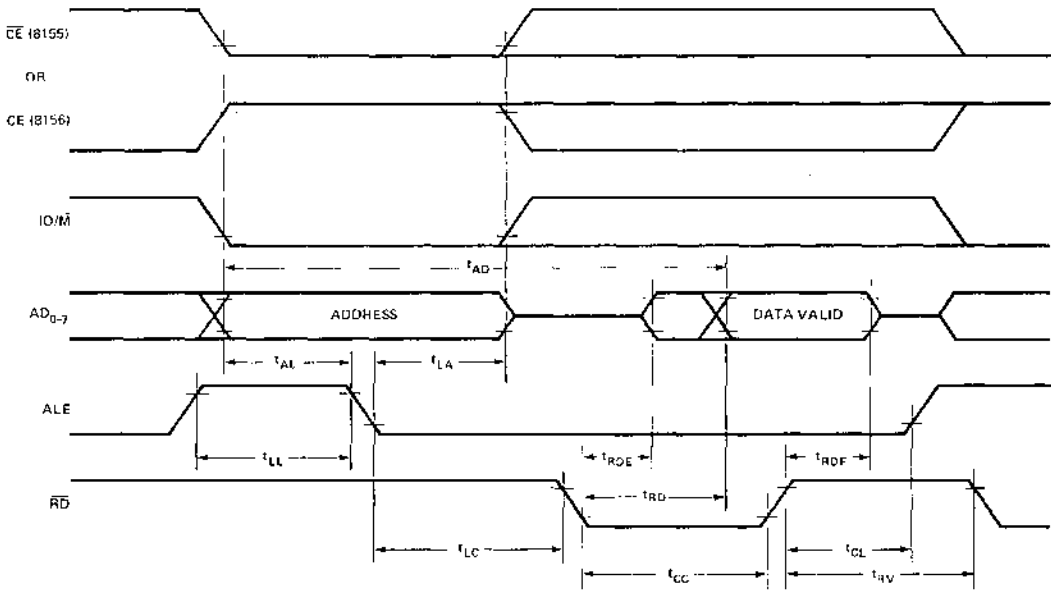 CE (8155)
OR
CE (8156)
IO/M
tAD
AD0-7
ADDRESS
DATA VALID
tAL
tLA
ALE
tLL
tRDE
tRDF
RD
tRD
tLC
tCL
tCC
tRV